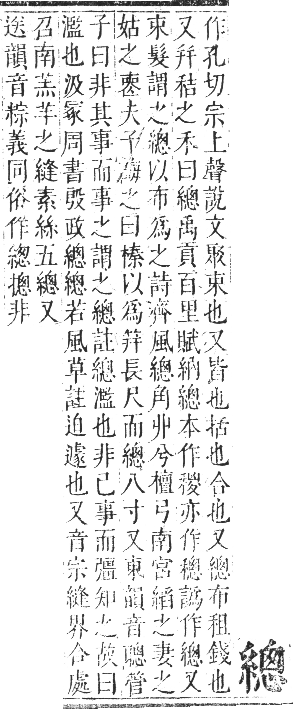 總
作孔切宗上聲說文聚束也又皆也括也合也又總布租錢也
又幷秸之禾曰總禹貢百里賦納總本作稯亦作穗譌作總又
束髮謂之總以布爲之詩齊風總角丱兮檀弓南宮縚之妻之
姑之喪夫子誨之曰榛以爲筓長尺而總八寸又東韻音聰管
子曰非其事而事之謂之總註總濫也非已事而彊知之故曰
濫也汲冢周書殷政總總若風草註迫遽也又音宗縫界合處
召南羔羊之縫素絲五總又
送韻音粽義同俗作緫揔非